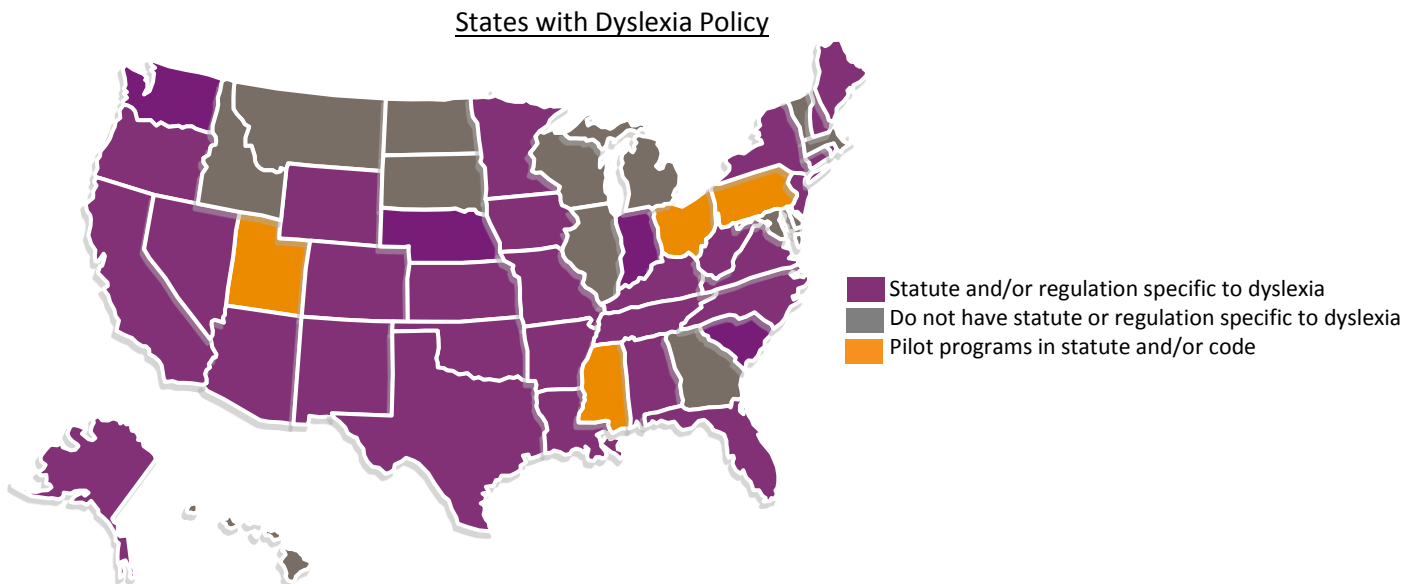 States with Dyslexia Policy
Statute and/or regulation specific to dyslexia
Do not have statute or regulation specific to dyslexia
Pilot programs in statute and/or code